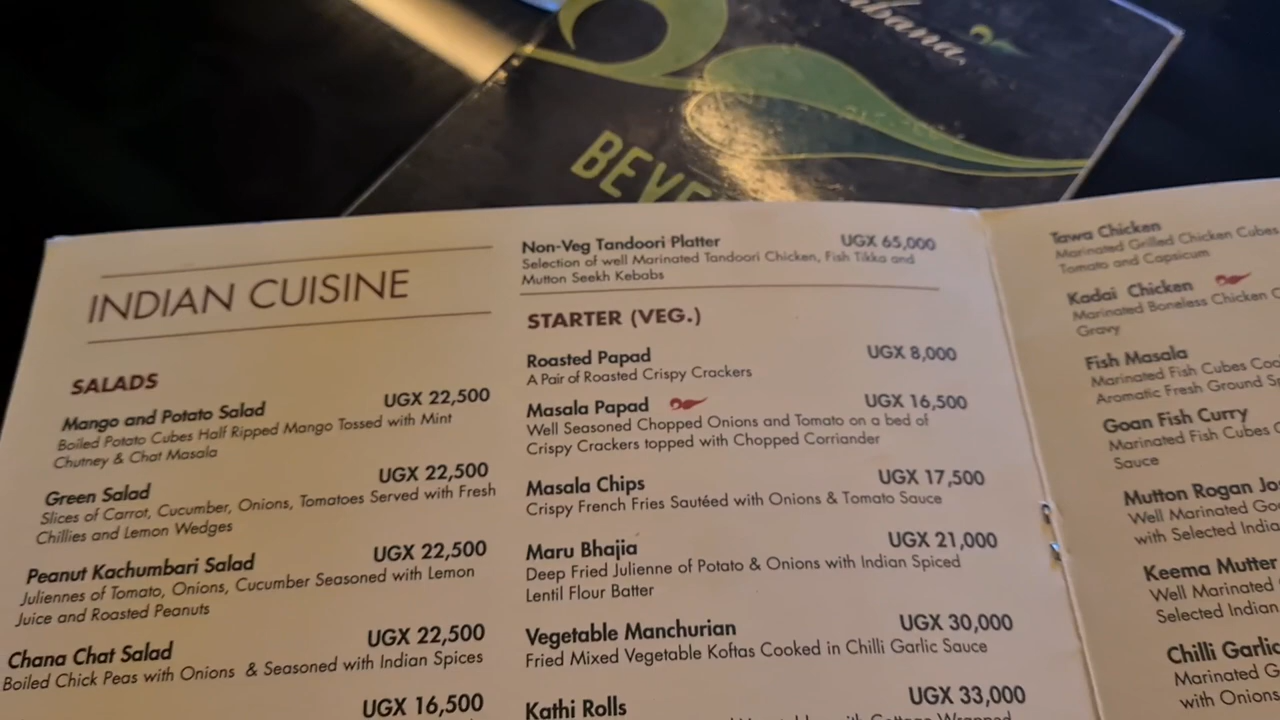 abana
BEVE
INDIAN CUISINE
SALADS
Mango and Potato Salad UGX 22,500
Boiled Potato Cubes Half Ripped Mango Tossed with Mint
Chutney & Chat Masala
Green Salad UGX 22,500
Slices of Carrot, Cucumber, Onions, Tomatoes Served with Fresh
Chillies and Lemon Wedges
Peanut Kachumbari Salad UGX 22,500
Juliennes of Tomato, Onions, Cucumber Seasoned with Lemon
Juice and Roasted Peanuts
Chana Chat Salad UGX 22,500
Boiled Chick Peas with Onions & Seasoned with Indian Spices
UGX 16,500
Non-Veg Tandoori Platter UGX 65,000
Selection of well Marinated Tandoori Chicken, Fish Tikka and
Mutton Seekh Kebabs
STARTER (VEG.)
Roasted Papad UGX 8,000
A Pair of Roasted Crispy Crackers
Masala Papad UGX 16,500
Well Seasoned Chopped Onions and Tomato on a bed of
Crispy Crackers topped with Chopped Corriander
Masala Chips UGX 17,500
Crispy French Fries Sautéed with Onions & Tomato Sauce
Maru Bhajia UGX 21,000
Deep Fried Julienne of Potato & Onions with Indian Spiced
Lentil Flour Batter
Vegetable Manchurian UGX 30,000
Fried Mixed Vegetable Koftas Cooked in Chilli Garlic Sauce
Kathi Rolls UGX 33,000
Tawa Chicken
Marinated Grilled Chicken Cubes
Tomato and Capsicum
Kadai Chicken
Marinated Boneless Chicken
Gravy
Fish Masala
Marinated Fish Cubes Coo
Aromatic Fresh Ground S
Goan Fish Curry
Marinated Fish Cubes
Sauce
Mutton Rogan Jo
Well Marinated Go
with Selected India
Keema Mutter
Well Marinated
Selected Indian
Chilli Garlic
Marinated G
with Onions